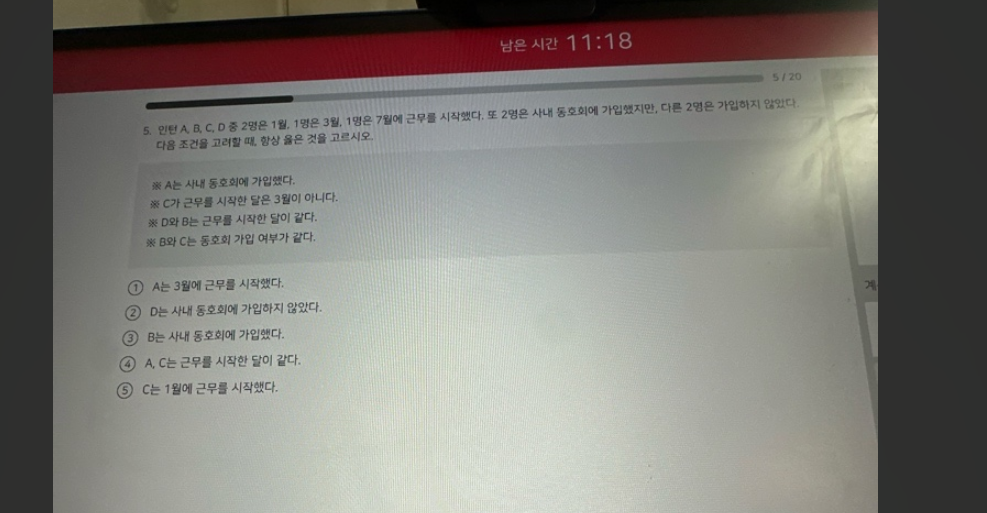 남은 시간 11:18
5 / 20
5. 인턴 A, B, C, D 중 2명은 1월, 1명은 3월, 1명은 7월에 근무를 시작했다. 또 2명은 사내 동호회에 가입했지만, 다른 2명은 가입하지 않았다.
다음 조건을 고려할 때, 항상 옳은 것을 고르시오.
※ A는 사내 동호회에 가입했다.
※ C가 근무를 시작한 달은 3월이 아니다.
※ D와 B는 근무를 시작한 달이 같다.
※ B와 C는 동호회 가입 여부가 같다.
① A는 3월에 근무를 시작했다.
② D는 사내 동호회에 가입하지 않았다.
③ B는 사내 동호회에 가입했다.
④ A, C는 근무를 시작한 달이 같다.
⑤ C는 1월에 근무를 시작했다.